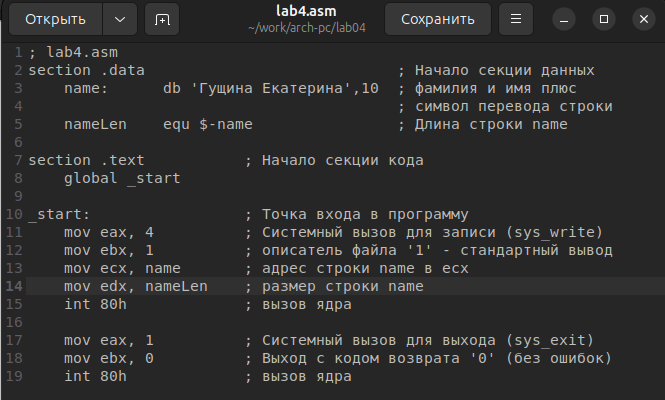 Открыть
lab4.asm
~/work/arch-pc/lab04
Сохранить
1 ; lab4.asm
2 section .data                            ; Начало секции данных
3     name:      db 'Гущина Екатерина',10  ; фамилия и имя плюс
4                                          ; символ перевода строки
5     nameLen    equ $-name                ; Длина строки name
6
7 section .text           ; Начало секции кода
8     global _start
9
10 _start:                 ; Точка входа в программу
11     mov eax, 4          ; Системный вызов для записи (sys_write)
12     mov ebx, 1          ; описатель файла '1' - стандартный вывод
13     mov ecx, name       ; адрес строки name в ecx
14     mov edx, nameLen    ; размер строки name
15     int 80h             ; вызов ядра
16
17     mov eax, 1          ; Системный вызов для выхода (sys_exit)
18     mov ebx, 0          ; Выход с кодом возврата '0' (без ошибок)
19     int 80h             ; вызов ядра